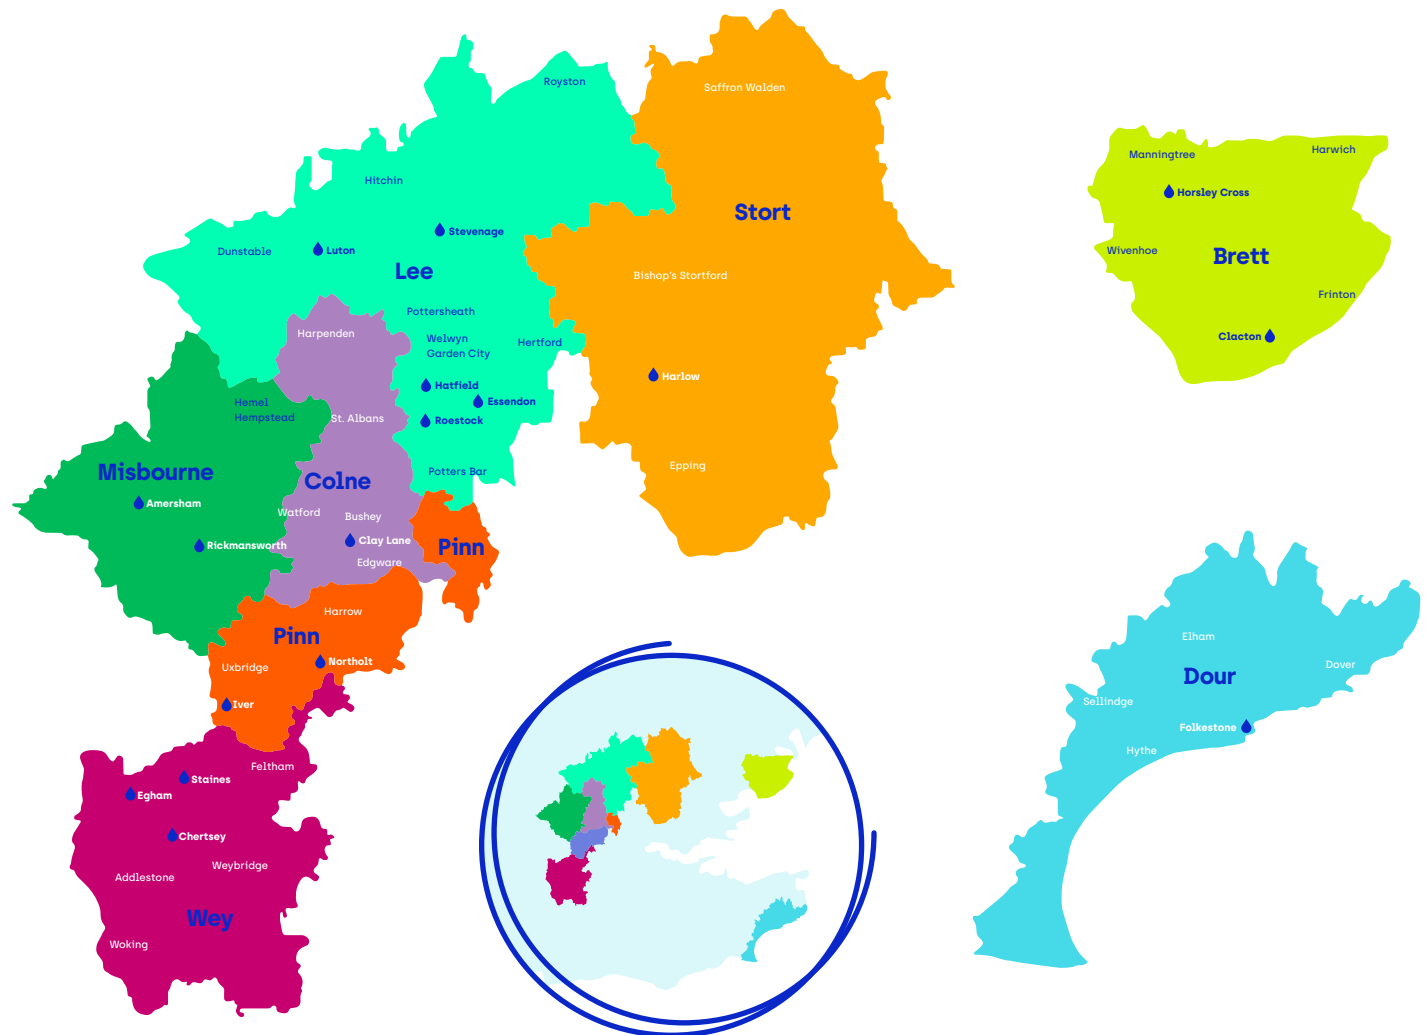 Royston
Saffron Walden
Hitchin
Stevenage
Dunstable
Luton
Lee
Stort
Bishop's Stortford
Pottersheath
Harpenden
Welwyn
Garden City
Hertford
Harlow
Hatfield
Essendon
Roestock
Potters Bar
Epping
Hemel
Hempstead
St. Albans
Misbourne
Amersham
Rickmansworth
Colne
Watford
Bushey
Clay Lane
Edgware
Pinn
Harrow
Pinn
Northolt
Uxbridge
Iver
Feltham
Staines
Egham
Chertsey
Weybridge
Addlestone
Wey
Woking
Manningtree
Harwich
Horsley Cross
Wivenhoe
Brett
Frinton
Clacton
Elham
Dover
Dour
Sellindge
Folkestone
Hythe